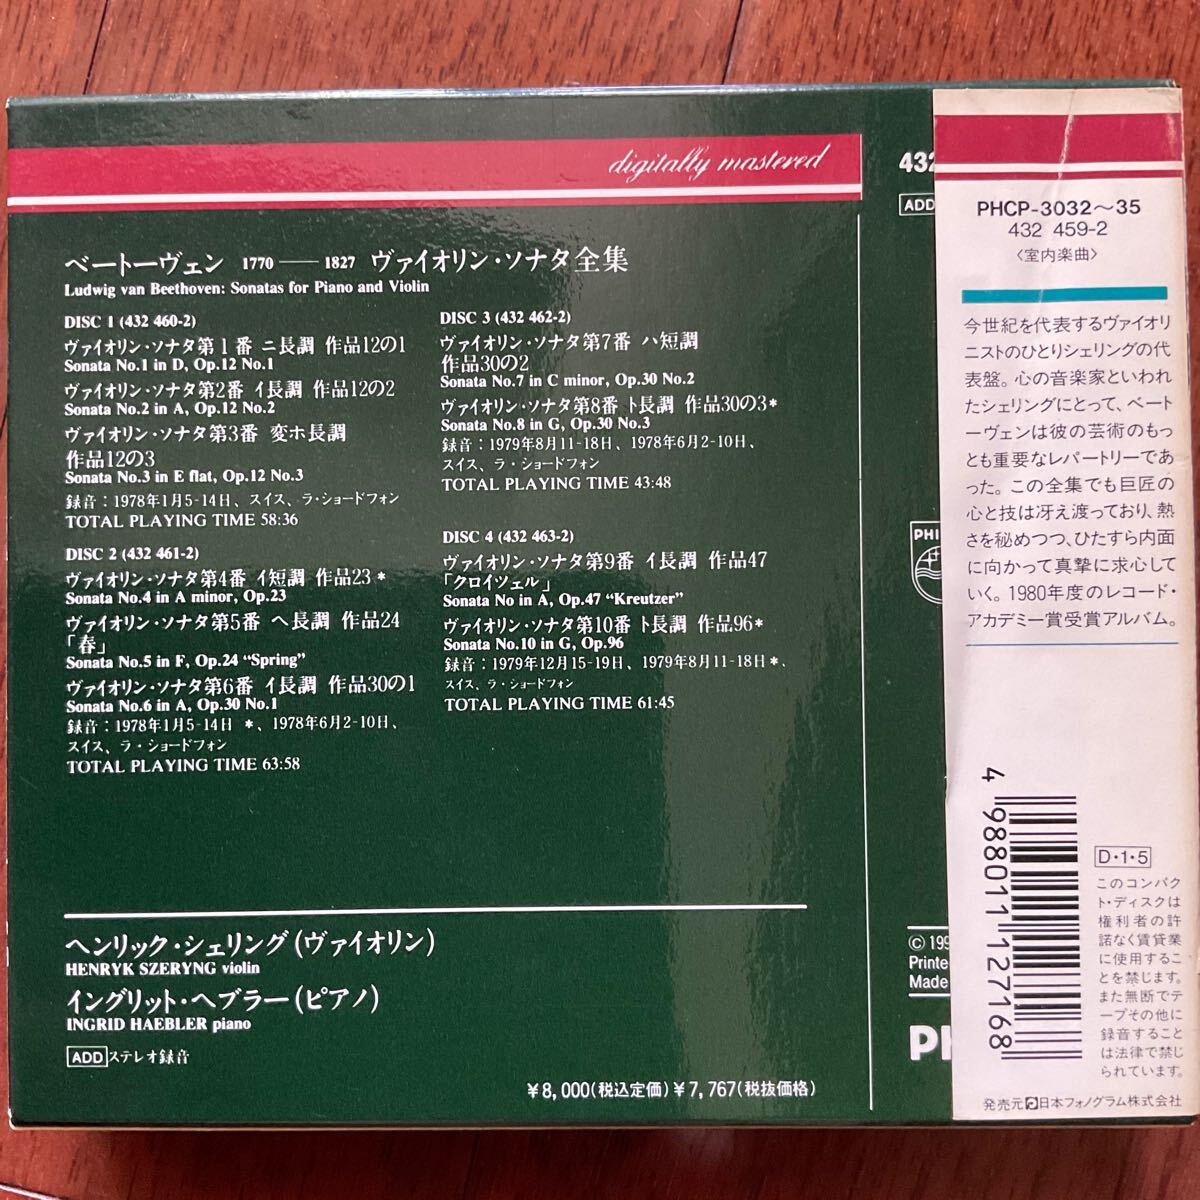 digitally mastered
ベートーヴェン 1770——1827 ヴァイオリン・ソナタ全集
Ludwig van Beethoven: Sonatas for Piano and Violin
DISC 1 (432 460-2)
ヴァイオリン・ソナタ第1番 ニ長調 作品12の1
Sonata No.1 in D, Op.12 No.1
ヴァイオリン・ソナタ第2番 イ長調 作品12の2
Sonata No.2 in A, Op.12 No.2
ヴァイオリン・ソナタ第3番 変ホ長調
作品12の3
Sonata No.3 in E flat, Op.12 No.3
録音：1978年1月5-14日、スイス、ラ・ショードフォン
TOTAL PLAYING TIME 58:36
DISC 2 (432 461-2)
ヴァイオリン・ソナタ第4番 イ短調 作品23*
Sonata No.4 in A minor, Op.23
ヴァイオリン・ソナタ第5番 ヘ長調 作品24
「春」
Sonata No.5 in F, Op.24 “Spring”
ヴァイオリン・ソナタ第6番 イ長調 作品30の1
Sonata No.6 in A, Op.30 No.1
録音：1978年1月5-14日 *、1978年6月2-10日、
スイス、ラ・ショードフォン
TOTAL PLAYING TIME 63:58
DISC 3 (432 462-2)
ヴァイオリン・ソナタ第7番 ハ短調
作品30の2
Sonata No.7 in C minor, Op.30 No.2
ヴァイオリン・ソナタ第8番 ト長調 作品30の3*
Sonata No.8 in G, Op.30 No.3
録音：1979年8月11-18日、1978年6月2-10日、
スイス、ラ・ショードフォン
TOTAL PLAYING TIME 43:48
DISC 4 (432 463-2)
ヴァイオリン・ソナタ第9番 イ長調 作品47
「クロイツェル」
Sonata No in A, Op.47 “Kreutzer”
ヴァイオリン・ソナタ第10番 ト長調 作品96*
Sonata No.10 in G, Op.96
録音：1979年12月15-19日、1979年8月11-18日*、
スイス、ラ・ショードフォン
TOTAL PLAYING TIME 61:45
ヘンリック・シェリング(ヴァイオリン)
HENRYK SZERYNG violin
イングリット・ヘブラー(ピアノ)
INGRID HAEBLER piano
ADD ステレオ録音
¥8,000(税込定価)¥7,767(税抜価格)
432
ADD
PHI
© 199
Printe
Made
PH
PHCP-3032〜35
432 459-2
〈室内楽曲〉
今世紀を代表するヴァイオリ
ニストのひとりシェリングの代
表盤。心の音楽家といわれ
たシェリングにとって、ベート
ーヴェンは彼の芸術のもっ
とも重要なレパートリーであ
った。この全集でも巨匠の
心と技は冴え渡っており、熱
さを秘めつつ、ひたすら内面
に向かって真摯に求心して
いく。1980年度のレコード・
アカデミー賞受賞アルバム。
4 988011 127168
D・1・5
このコンパク
ト・ディスクは
権利者の許
諾なく賃貸業
に使用するこ
とを禁じます。
また無断でテ
ープその他に
録音すること
は法律で禁じ
られています。
発売元 日本フォノグラム株式会社